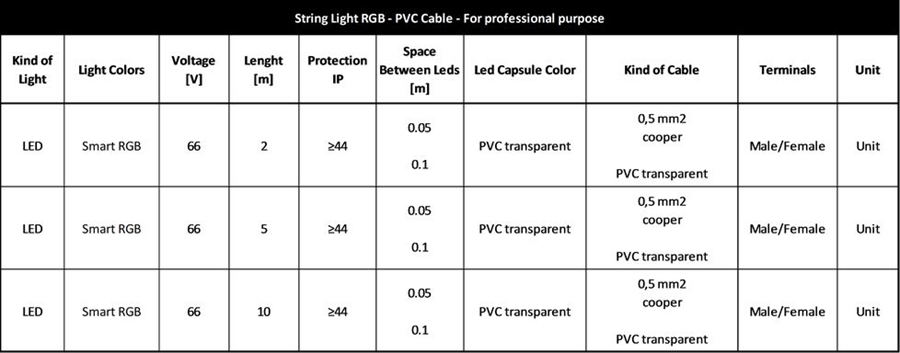 String Light RGB - PVC Cable - For professional purpose
Kind of Light | Light Colors | Voltage [V] | Lenght [m] | Protection IP | Space Between Leds [m] | Led Capsule Color | Kind of Cable | Terminals | Unit
LED | Smart RGB | 66 | 2 | ≥44 | 0.05 0.1 | PVC transparent | 0,5 mm2 cooper PVC transparent | Male/Female | Unit
LED | Smart RGB | 66 | 5 | ≥44 | 0.05 0.1 | PVC transparent | 0,5 mm2 cooper PVC transparent | Male/Female | Unit
LED | Smart RGB | 66 | 10 | ≥44 | 0.05 0.1 | PVC transparent | 0,5 mm2 cooper PVC transparent | Male/Female | Unit